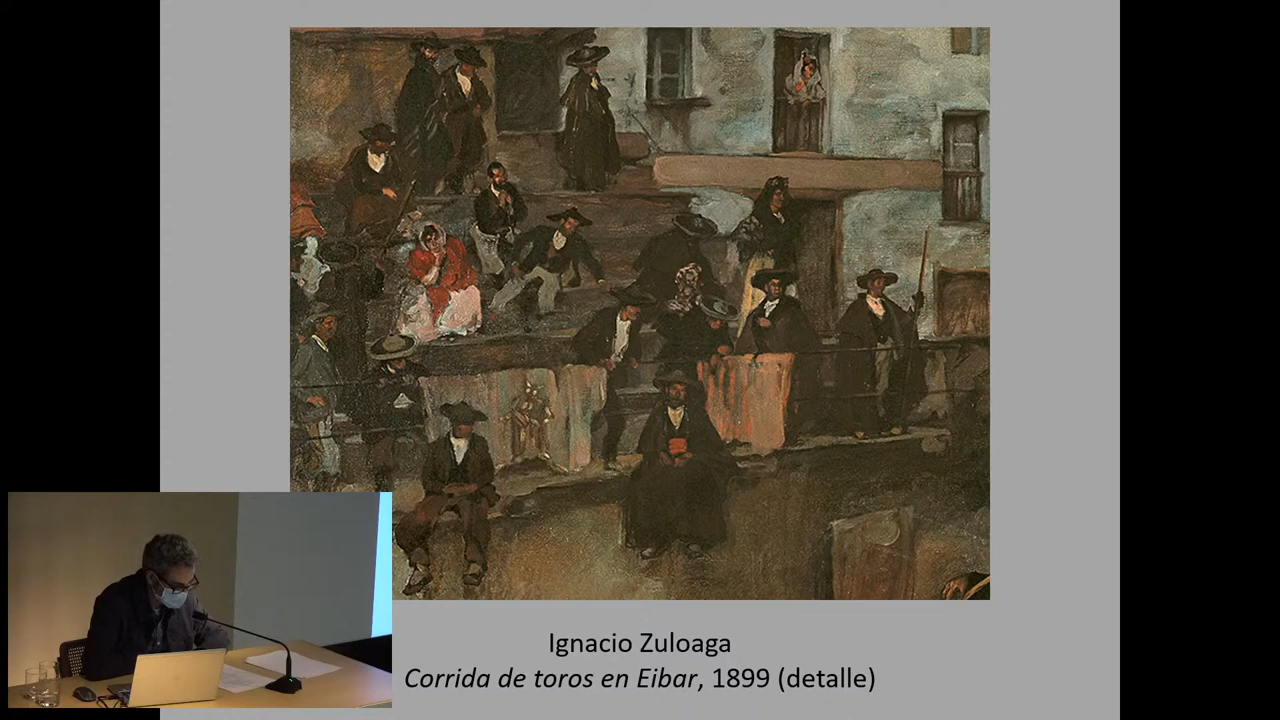 Ignacio Zuloaga
Corrida de toros en Eibar, 1899 (detalle)